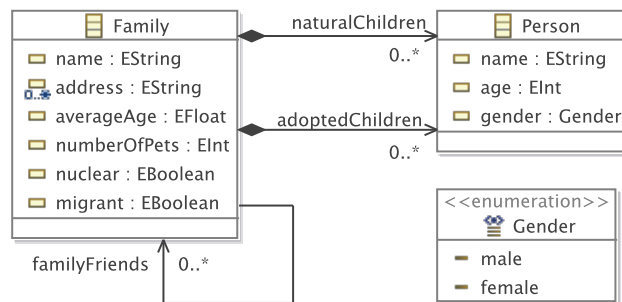 Family
name : EString
0..*
address : EString
averageAge : EFloat
numberOfPets : EInt
nuclear : EBoolean
migrant : EBoolean
naturalChildren
0..*
adoptedChildren
0..*
Person
name : EString
age : EInt
gender : Gender
<<enumeration>>
Gender
male
female
familyFriends
0..*